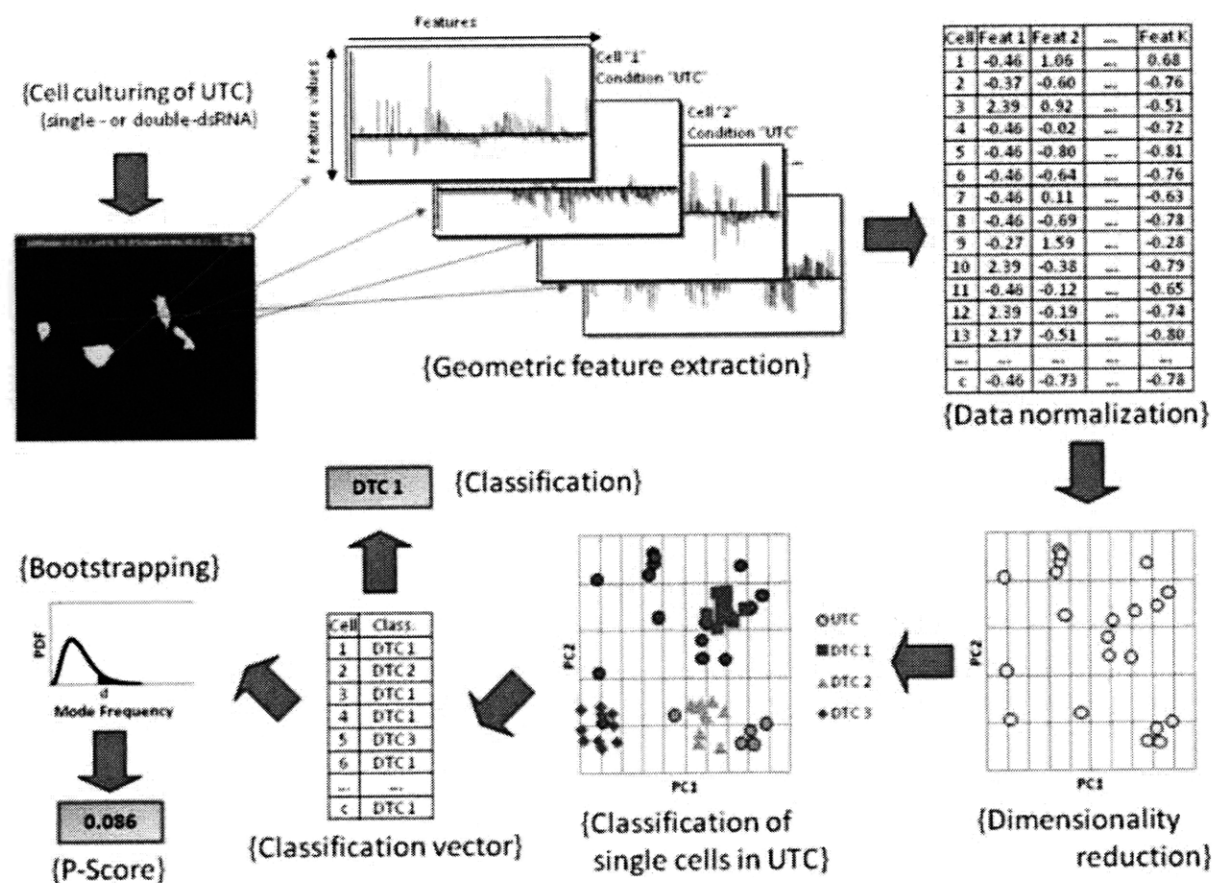 Features
Feature values
Cell "1"
Condition "UTC"
Cell "2"
Condition "UTC"
...
{Cell culturing of UTC}
{single - or double-dsRNA}
{Geometric feature extraction}
Cell Feat 1 Feat 2 ... Feat K
1 -0.46 1.06 ... 0.68
2 -0.37 -0.60 ... -0.76
3 2.39 0.92 ... -0.51
4 -0.46 -0.02 ... -0.72
5 -0.46 -0.80 ... -0.81
6 -0.46 -0.64 ... -0.76
7 -0.46 0.11 ... -0.63
8 -0.46 -0.69 ... -0.78
9 -0.27 1.59 ... -0.28
10 2.39 -0.38 ... -0.79
11 -0.46 -0.12 ... -0.65
12 2.39 -0.19 ... -0.74
13 2.17 -0.51 ... -0.80
... ... ... ... ...
c -0.46 -0.73 ... -0.78
{Data normalization}
PC2
PC1
{Dimensionality
reduction}
UTC
DTC 1
DTC 2
DTC 3
PC2
PC1
{Classification of
single cells in UTC}
Cell Class.
1 DTC 1
2 DTC 2
3 DTC 1
4 DTC 1
5 DTC 3
6 DTC 1
... ...
c DTC 1
{Classification vector}
DTC 1
{Classification}
{Bootstrapping}
PDF
d
Mode Frequency
0.086
{P-Score}